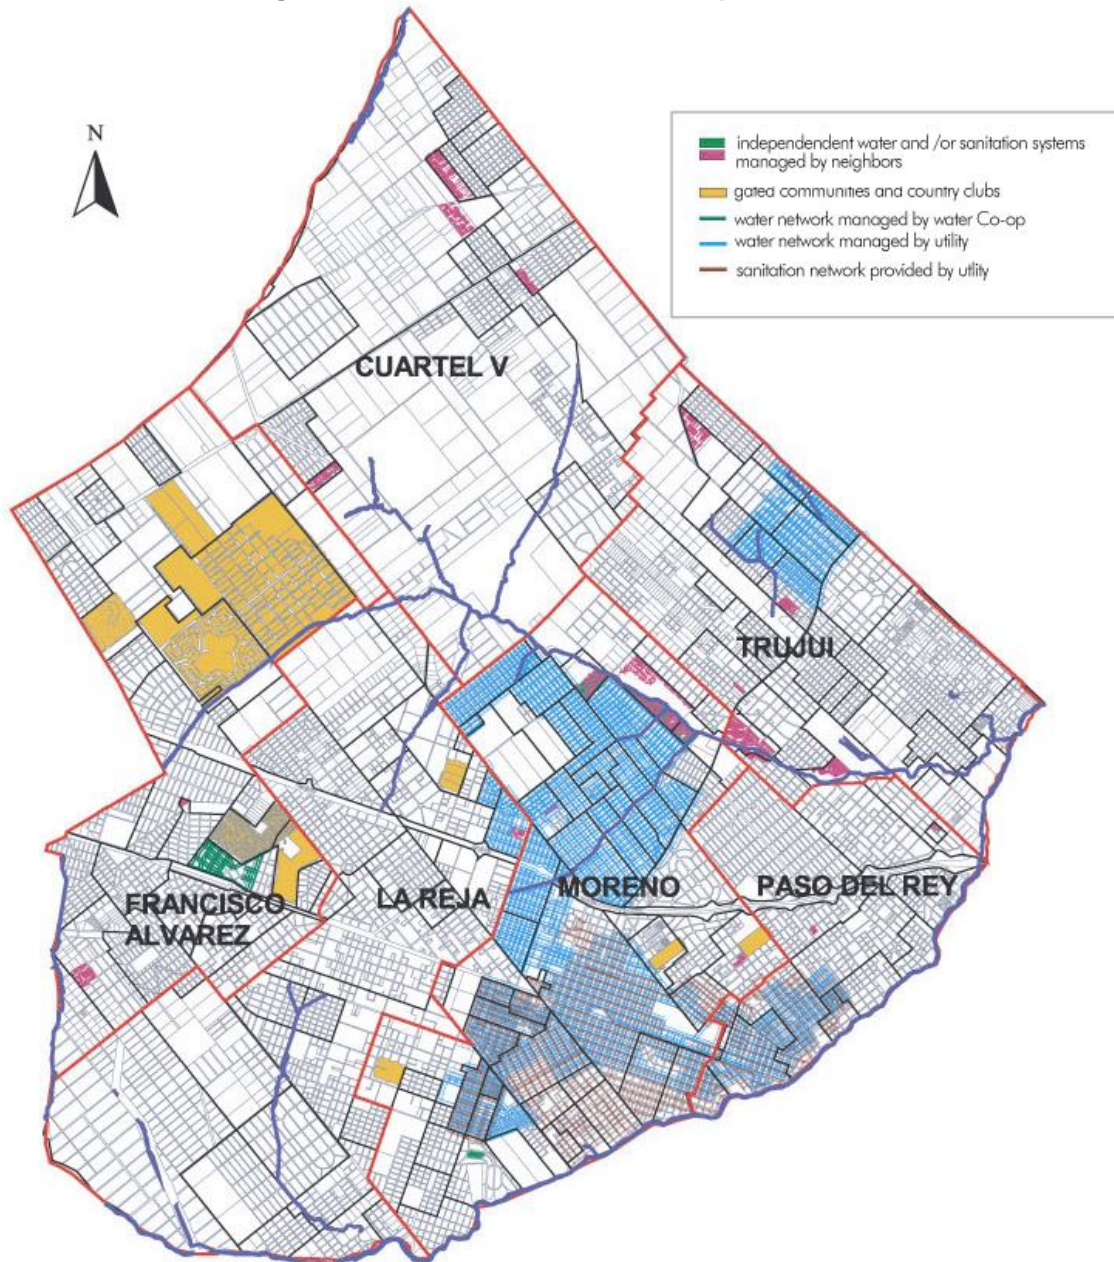 N
independendent water and /or sanitation systems
managed by neighbors
gated communities and country clubs
water network managed by water Co-op
water network managed by utility
sanitation network provided by utlity
CUARTEL V
TRUJUI
MORENO
PASO DEL REY
LA REJA
FRANCISCO
ALVAREZ